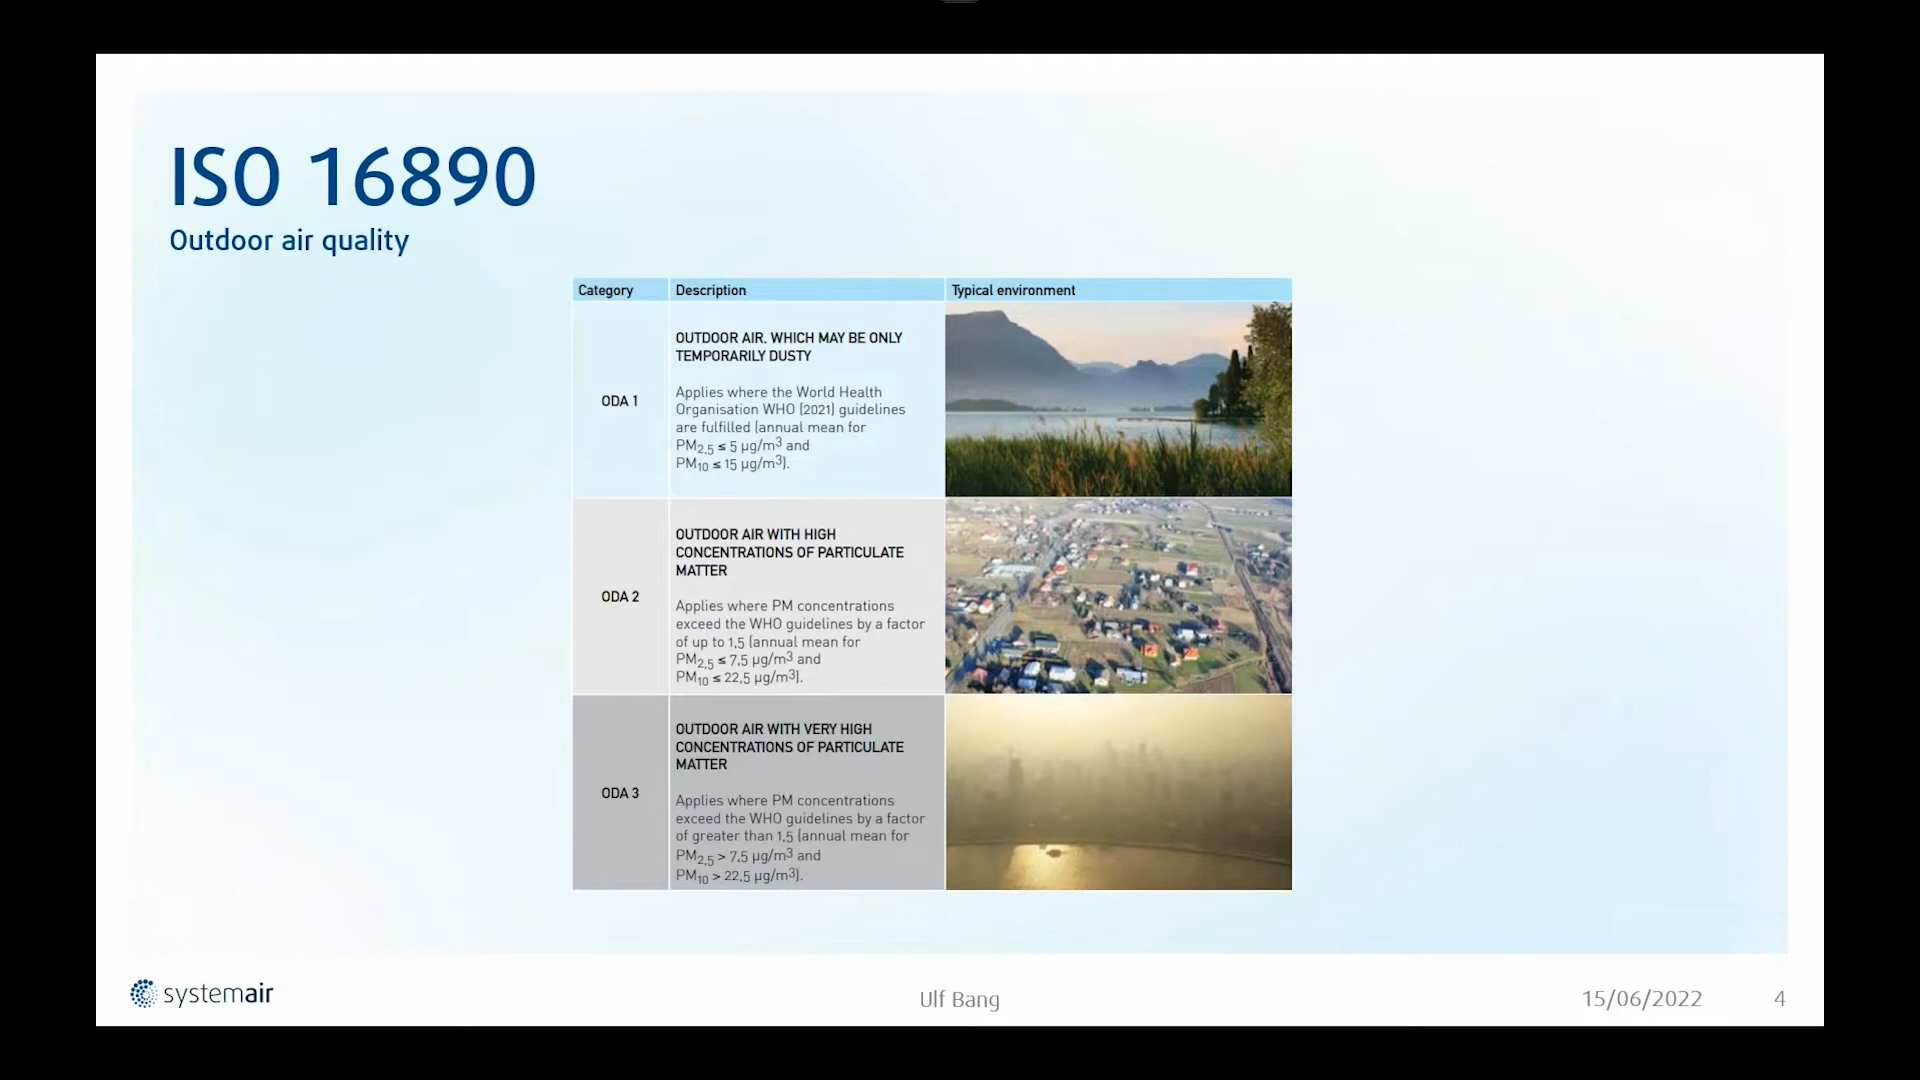 ISO 16890
Outdoor air quality
Category Description Typical environment
ODA 1
OUTDOOR AIR, WHICH MAY BE ONLY
TEMPORARILY DUSTY
Applies where the World Health
Organisation WHO (2021) guidelines
are fulfilled (annual mean for
PM2,5 ≤ 5 µg/m3 and
PM10 ≤ 15 µg/m3).
ODA 2
OUTDOOR AIR WITH HIGH
CONCENTRATIONS OF PARTICULATE
MATTER
Applies where PM concentrations
exceed the WHO guidelines by a factor
of up to 1,5 (annual mean for
PM2,5 ≤ 7,5 µg/m3 and
PM10 ≤ 22,5 µg/m3).
ODA 3
OUTDOOR AIR WITH VERY HIGH
CONCENTRATIONS OF PARTICULATE
MATTER
Applies where PM concentrations
exceed the WHO guidelines by a factor
of greater than 1,5 (annual mean for
PM2,5 > 7,5 µg/m3 and
PM10 > 22,5 µg/m3).
systemair
Ulf Bang
15/06/2022
4